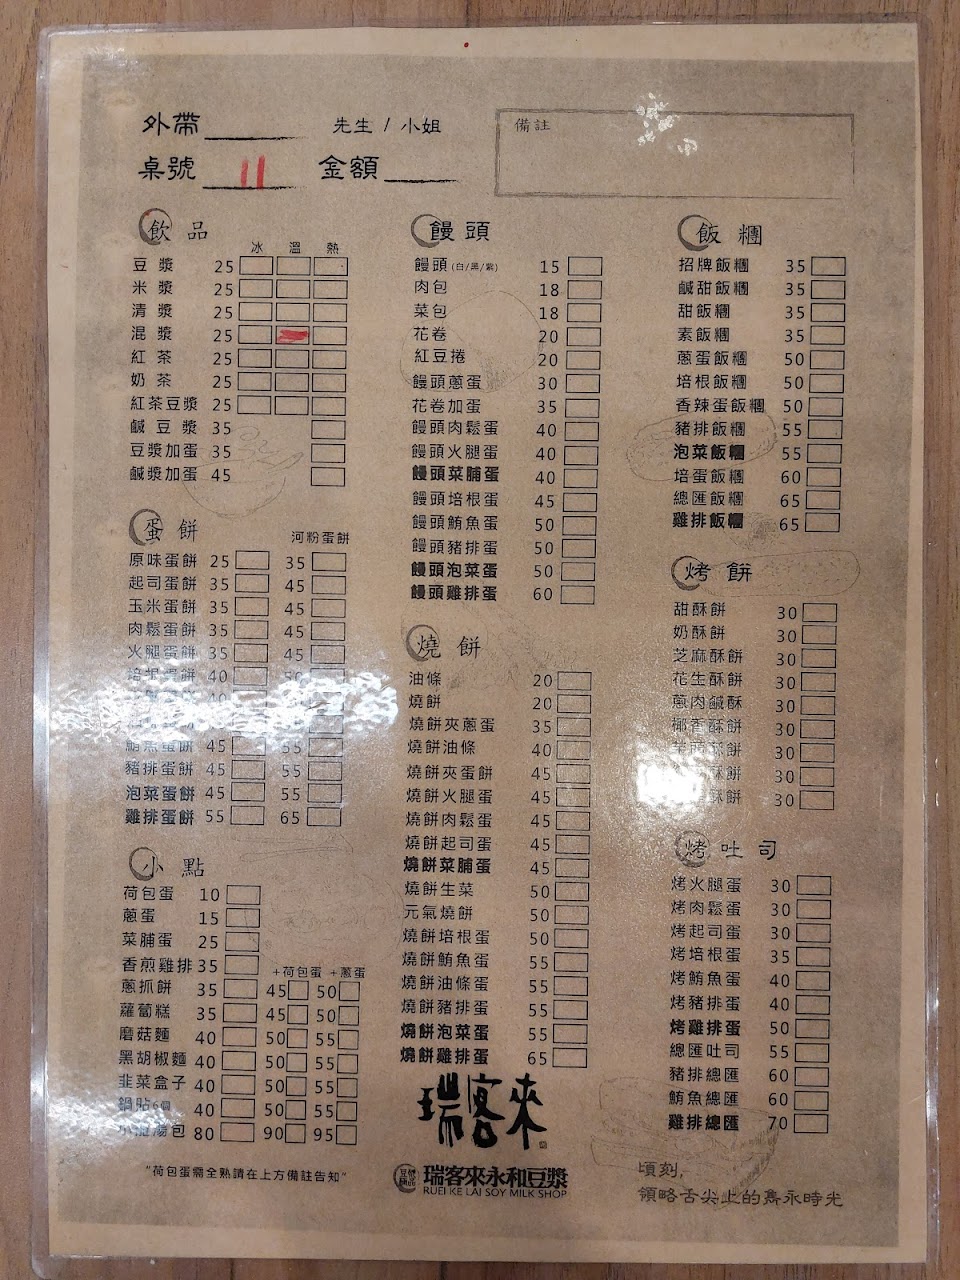 外帶 先生 / 小姐
備註
桌號 11 金額
飲品
冰 溫 熱
豆漿 25
米漿 25
清漿 25
混漿 25
紅茶 25
奶茶 25
紅茶豆漿 25
鹹豆漿 35
豆漿加蛋 35
鹹漿加蛋 45
蛋餅
河粉蛋餅
原味蛋餅 25 35
起司蛋餅 35 45
玉米蛋餅 35 45
肉鬆蛋餅 35 45
火腿蛋餅 35 45
培根蛋餅 40 50
鮪魚蛋餅 45 55
豬排蛋餅 45 55
泡菜蛋餅 45 55
雞排蛋餅 55 65
小點
荷包蛋 10
蔥蛋 15
菜脯蛋 25
香煎雞排 35
+荷包蛋 +蔥蛋
蔥抓餅 35 45 50
蘿蔔糕 35 45 50
磨菇麵 40 50 55
黑胡椒麵 40 50 55
韭菜盒子 40 50 55
鍋貼6個 40 50 55
小籠湯包 80 90 95
"荷包蛋需全熟請在上方備註告知"
饅頭
饅頭(白/黑/紫) 15
肉包 18
菜包 18
花卷 20
紅豆捲 20
饅頭蔥蛋 30
花卷加蛋 35
饅頭肉鬆蛋 40
饅頭火腿蛋 40
饅頭菜脯蛋 40
饅頭培根蛋 45
饅頭鮪魚蛋 50
饅頭豬排蛋 50
饅頭泡菜蛋 50
饅頭雞排蛋 60
燒餅
油條 20
燒餅 20
燒餅夾蔥蛋 35
燒餅油條 40
燒餅夾蛋餅 45
燒餅火腿蛋 45
燒餅肉鬆蛋 45
燒餅起司蛋 45
燒餅菜脯蛋 45
燒餅生菜 50
元氣燒餅 50
燒餅培根蛋 50
燒餅鮪魚蛋 55
燒餅油條蛋 55
燒餅豬排蛋 55
燒餅泡菜蛋 55
燒餅雞排蛋 65
瑞客來
瑞客來永和豆漿
RUEI KE LAI SOY MILK SHOP
飯糰
招牌飯糰 35
鹹甜飯糰 35
甜飯糰 35
素飯糰 35
蔥蛋飯糰 50
培根飯糰 50
香辣蛋飯糰 50
豬排飯糰 55
泡菜飯糰 55
培蛋飯糰 60
總匯飯糰 65
雞排飯糰 65
烤餅
甜酥餅 30
奶酥餅 30
芝麻酥餅 30
花生酥餅 30
蔥肉鹹酥 30
椰香酥餅 30
酥餅 30
酥餅 30
酥餅 30
烤吐司
烤火腿蛋 30
烤肉鬆蛋 30
烤起司蛋 30
烤培根蛋 30
烤鮪魚蛋 40
烤豬排蛋 40
烤雞排蛋 50
總匯吐司 55
豬排總匯 60
鮪魚總匯 60
雞排總匯 70
頃刻,
領略舌尖上的雋永時光